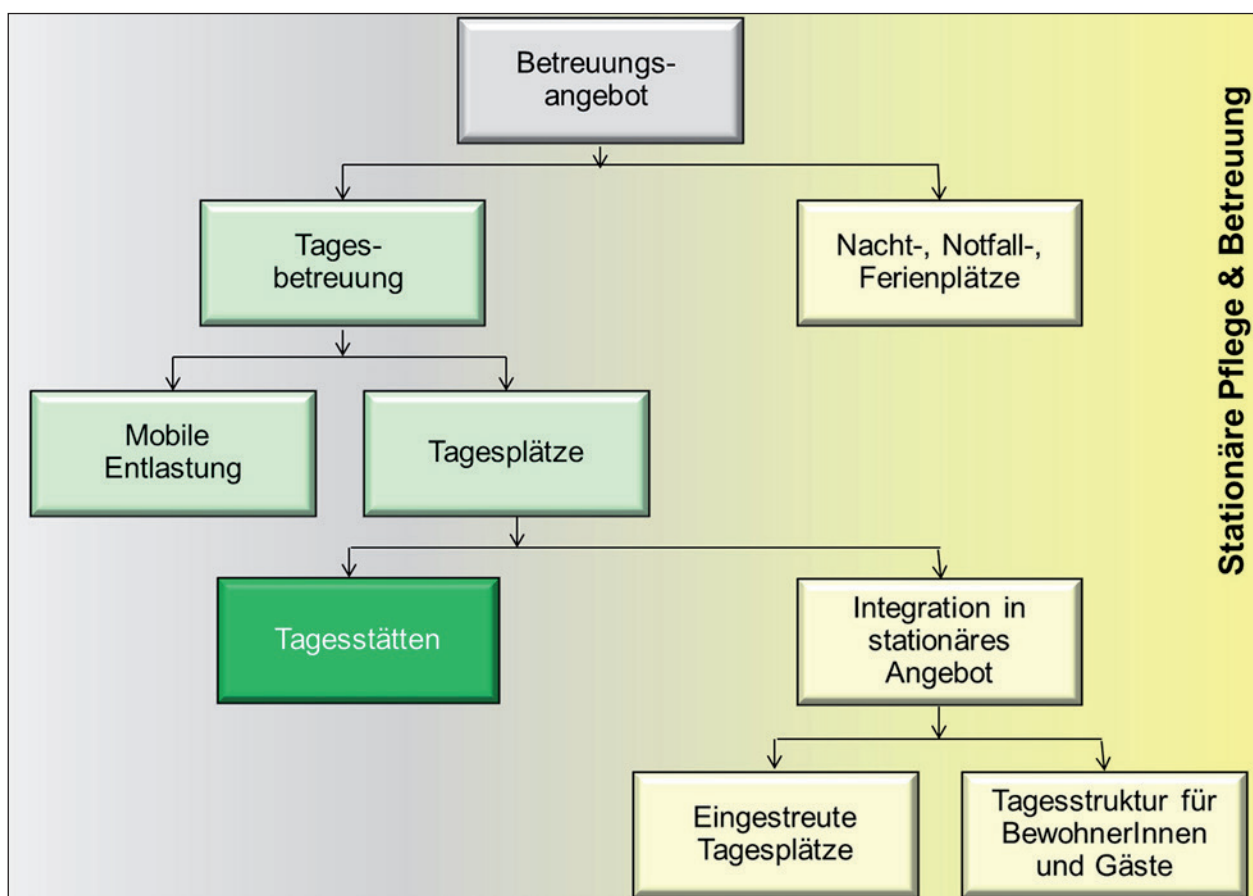 Betreuungs-
angebot
Tages-
betreuung
Nacht-, Notfall-,
Ferienplätze
Stationäre Pflege & Betreuung
Mobile
Entlastung
Tagesplätze
Tagesstätten
Integration in
stationäres
Angebot
Eingestreute
Tagesplätze
Tagesstruktur für
BewohnerInnen
und Gäste